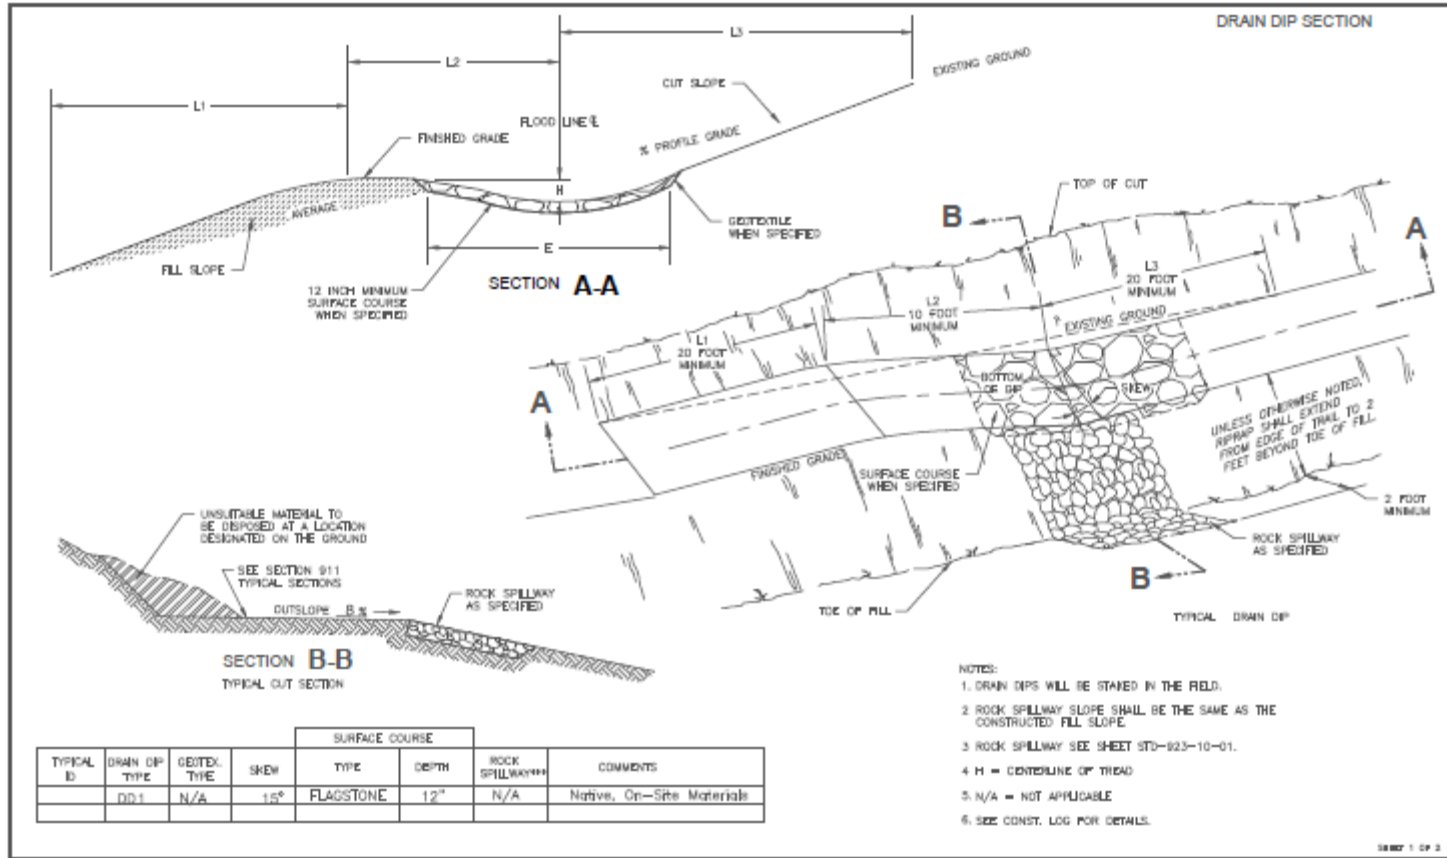 DRAIN DIP SECTION
L3
L2
L1
EXISTING GROUND
CUT SLOPE
FLOOD LINE ℄
FINISHED GRADE
% PROFILE GRADE
H
AVERAGE
GEOTEXTILE
WHEN SPECIFIED
E
FILL SLOPE
12 INCH MINIMUM
SURFACE COURSE
WHEN SPECIFIED
SECTION A-A
TOP OF CUT
B
A
L3
20 FOOT
MINIMUM
L2
10 FOOT
MINIMUM
EXISTING GROUND
L1
20 FOOT
MINIMUM
BOTTOM
OF DIP
SKEW
A
UNLESS OTHERWISE NOTED,
RIPRAP SHALL EXTEND
FROM EDGE OF TRAIL TO 2
FEET BEYOND TOE OF FILL.
FINISHED GRADE
SURFACE COURSE
WHEN SPECIFIED
2 FOOT
MINIMUM
ROCK SPILLWAY
AS SPECIFIED
B
TOE OF FILL
TYPICAL DRAIN DIP
UNSUITABLE MATERIAL TO
BE DISPOSED AT A LOCATION
DESIGNATED ON THE GROUND
SEE SECTION 911
TYPICAL SECTIONS
ROCK SPILLWAY
AS SPECIFIED
OUTSLOPE 8 %
SECTION B-B
TYPICAL CUT SECTION
NOTES:
1. DRAIN DIPS WILL BE STAKED IN THE FIELD.
2 ROCK SPILLWAY SLOPE SHALL BE THE SAME AS THE
CONSTRUCTED FILL SLOPE.
3 ROCK SPILLWAY SEE SHEET STD-923-10-01.
4 H = CENTERLINE OF TREAD
5. N/A = NOT APPLICABLE
6. SEE CONST. LOG FOR DETAILS.
SURFACE COURSE
TYPICAL ID DRAIN DIP TYPE GEOTEX. TYPE SKEW TYPE DEPTH ROCK SPILLWAY*** COMMENTS
DD1 N/A 15° FLAGSTONE 12" N/A Native, On-Site Materials
SHEET 1 OF 2